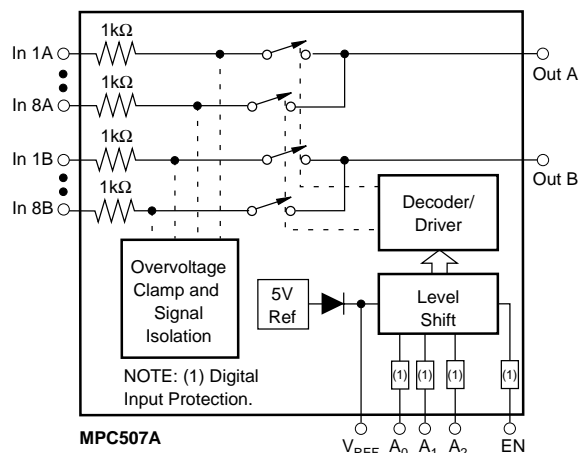 1kΩ
In 1A
Out A
1kΩ
In 8A
1kΩ
In 1B
Out B
1kΩ
In 8B
Decoder/
Driver
Overvoltage
Clamp and
Signal
Isolation
5V
Ref
Level
Shift
(1)
(1)
(1)
(1)
NOTE: (1) Digital
Input Protection.
MPC507A
VREF
A0
A1
A2
EN